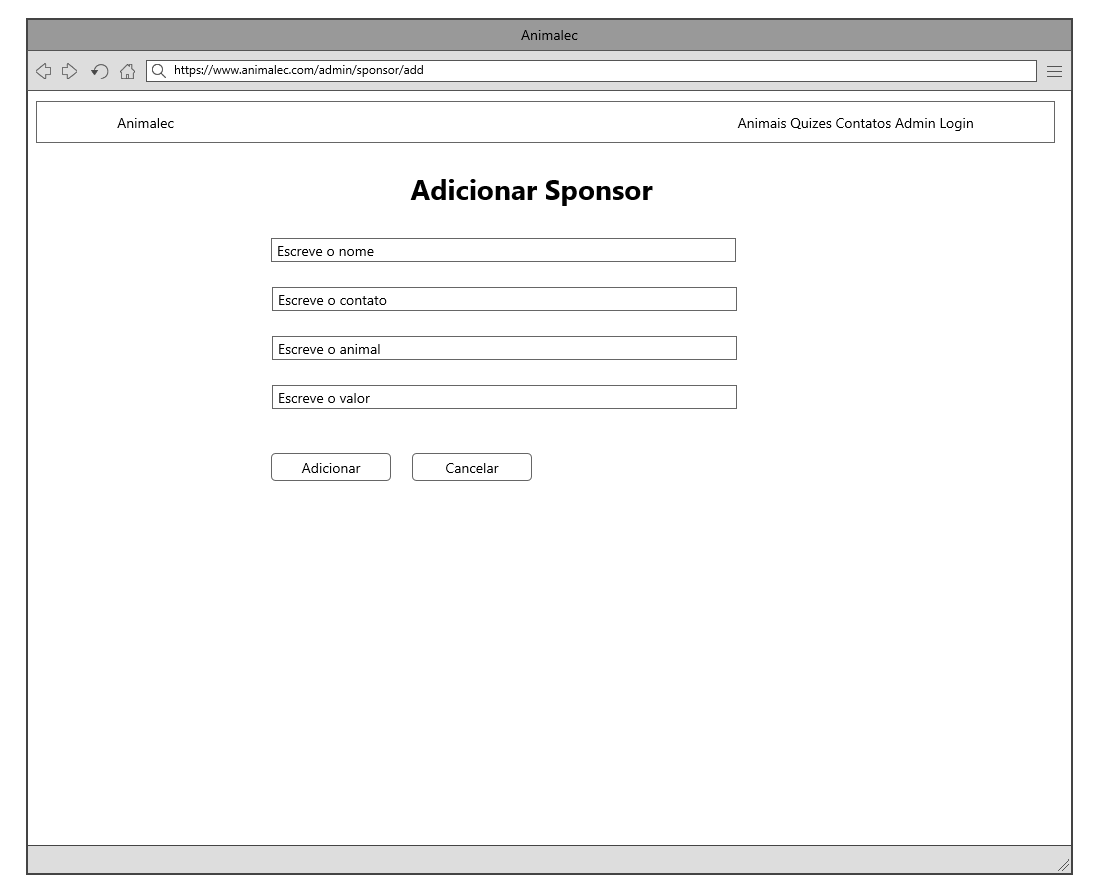 Animalec
https://www.animalec.com/admin/sponsor/add
Animalec Animais Quizes Contatos Admin Login
Adicionar Sponsor
Escreve o nome
Escreve o contato
Escreve o animal
Escreve o valor
Adicionar Cancelar